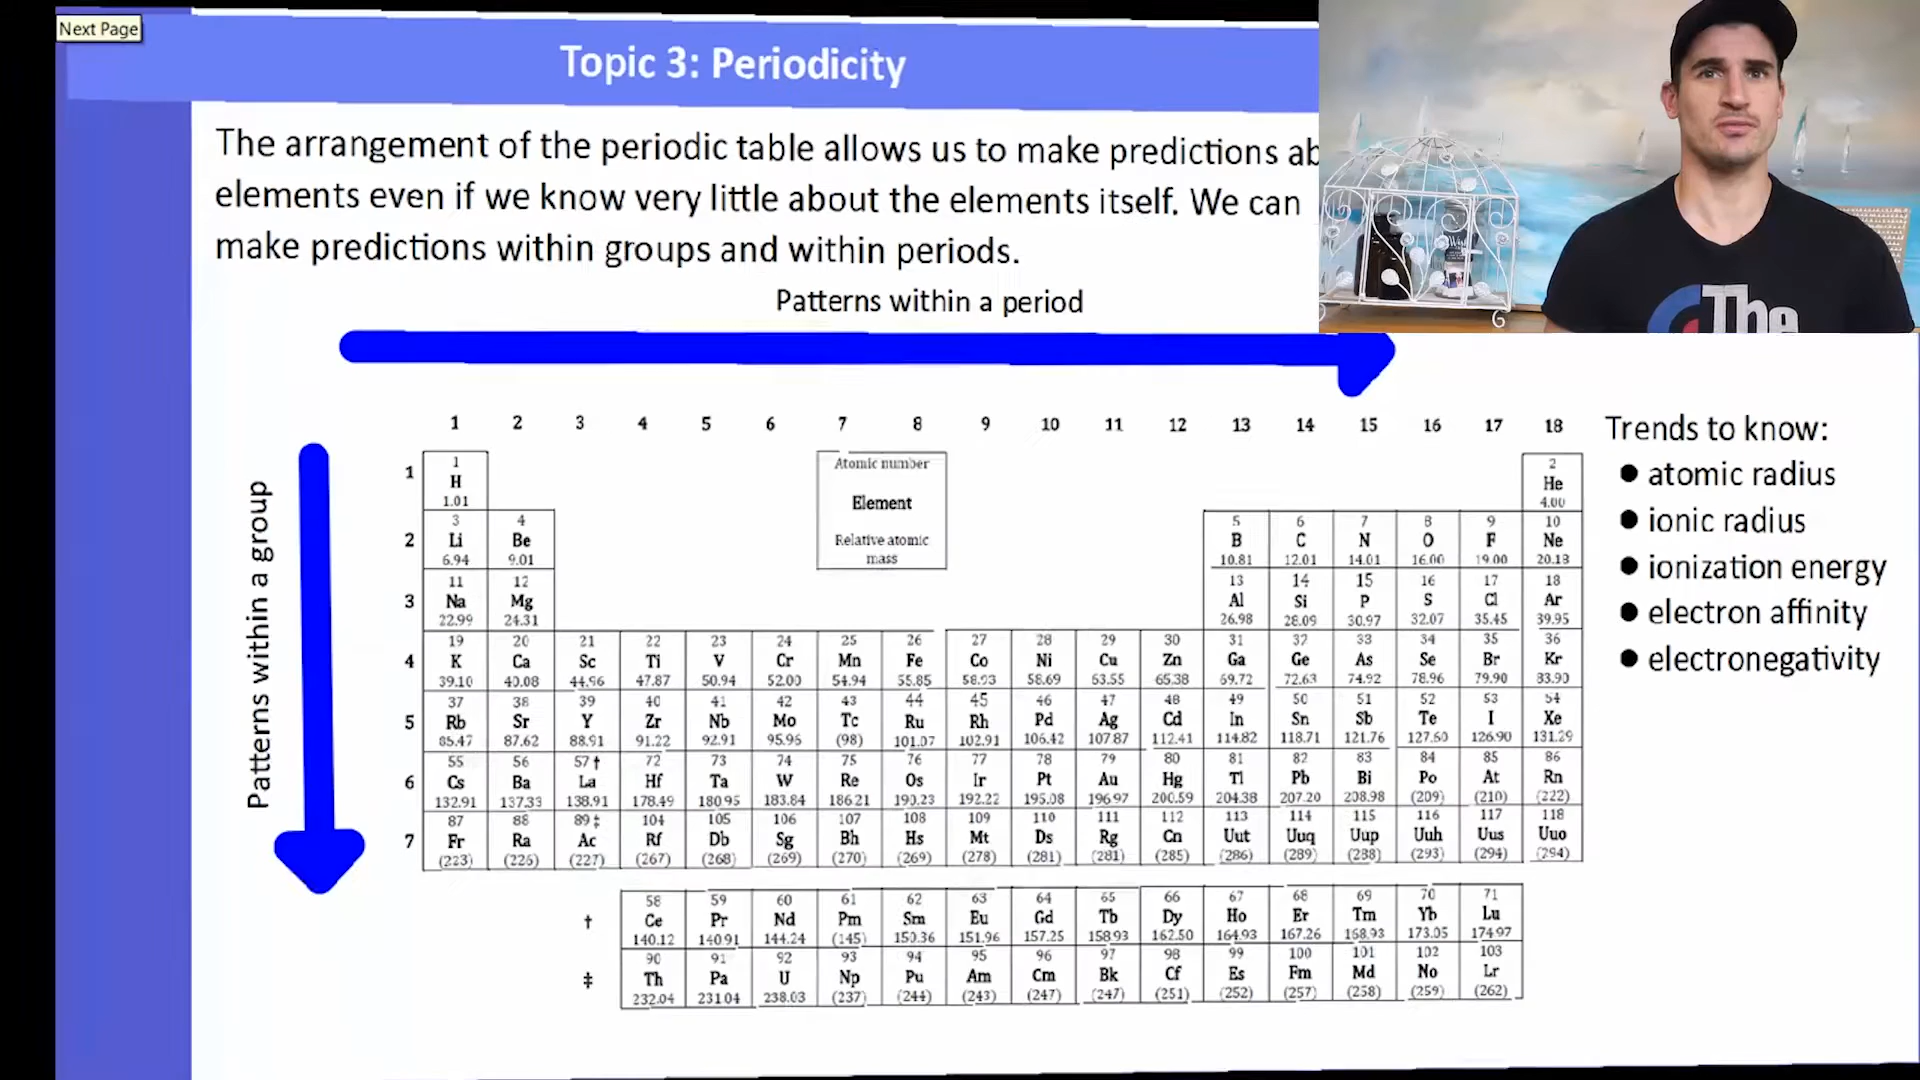 Next Page
Topic 3: Periodicity
The arrangement of the periodic table allows us to make predictions ab
elements even if we know very little about the elements itself. We can
make predictions within groups and within periods.
The
Patterns within a period
Patterns within a group
1 2 3 4 5 6 7 8 9 10 11 12 13 14 15 16 17 18
Atomic number
Element
Relative atomic
mass
1
1 2
H He
1.01 4.00
2
3 4 5 6 7 8 9 10
Li Be B C N O F Ne
6.94 9.01 10.81 12.01 14.01 16.00 19.00 20.18
3
11 12 13 14 15 16 17 18
Na Mg Al Si P S Cl Ar
22.99 24.31 26.98 28.09 30.97 32.07 35.45 39.95
4
19 20 21 22 23 24 25 26 27 28 29 30 31 32 33 34 35 36
K Ca Sc Ti V Cr Mn Fe Co Ni Cu Zn Ga Ge As Se Br Kr
39.10 40.08 44.96 47.87 50.94 52.00 54.94 55.85 58.93 58.69 63.55 65.38 69.72 72.63 74.92 78.96 79.90 83.90
5
37 38 39 40 41 42 43 44 45 46 47 48 49 50 51 52 53 54
Rb Sr Y Zr Nb Mo Tc Ru Rh Pd Ag Cd In Sn Sb Te I Xe
85.47 87.62 88.91 91.22 92.91 95.96 (98) 101.07 102.91 106.42 107.87 112.41 114.82 118.71 121.76 127.60 126.90 131.29
6
55 56 57 † 72 73 74 75 76 77 78 79 80 81 82 83 84 85 86
Cs Ba La Hf Ta W Re Os Ir Pt Au Hg Tl Pb Bi Po At Rn
132.91 137.33 138.91 178.49 180.95 183.84 186.21 190.23 192.22 195.08 196.97 200.59 204.38 207.20 208.98 (209) (210) (222)
7
87 88 89 ‡ 104 105 106 107 108 109 110 111 112 113 114 115 116 117 118
Fr Ra Ac Rf Db Sg Bh Hs Mt Ds Rg Cn Uut Uuq Uup Uuh Uus Uuo
(223) (226) (227) (267) (268) (269) (270) (269) (278) (281) (281) (285) (286) (289) (288) (293) (294) (294)
†
58 59 60 61 62 63 64 65 66 67 68 69 70 71
Ce Pr Nd Pm Sm Eu Gd Tb Dy Ho Er Tm Yb Lu
140.12 140.91 144.24 (145) 150.36 151.96 157.25 158.93 162.50 164.93 167.26 168.93 173.05 174.97
‡
90 91 92 93 94 95 96 97 98 99 100 101 102 103
Th Pa U Np Pu Am Cm Bk Cf Es Fm Md No Lr
232.04 231.04 238.03 (237) (244) (243) (247) (247) (251) (252) (257) (258) (259) (262)
Trends to know:
● atomic radius
● ionic radius
● ionization energy
● electron affinity
● electronegativity